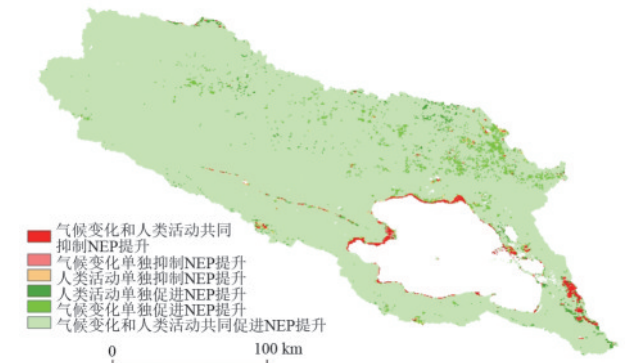 气候变化和人类活动共同
抑制NEP提升
气候变化单独抑制NEP提升
人类活动单独抑制NEP提升
人类活动单独促进NEP提升
气候变化单独促进NEP提升
气候变化和人类活动共同促进NEP提升
0 100 km